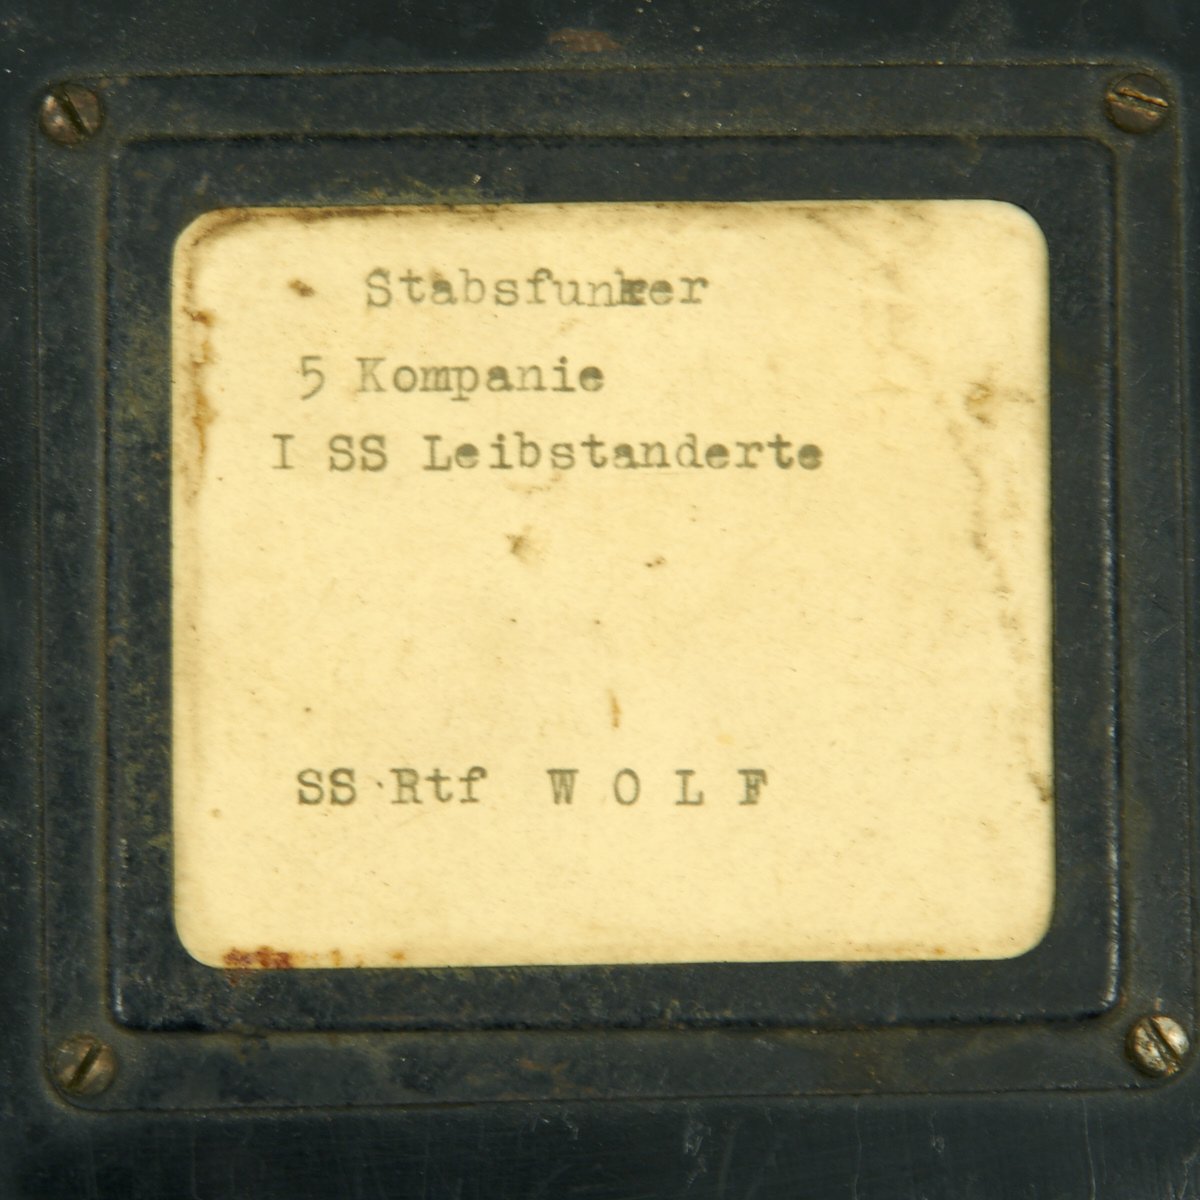 Stabsfunker
5 Kompanie
I SS Leibstanderte
SS Rtf W O L F